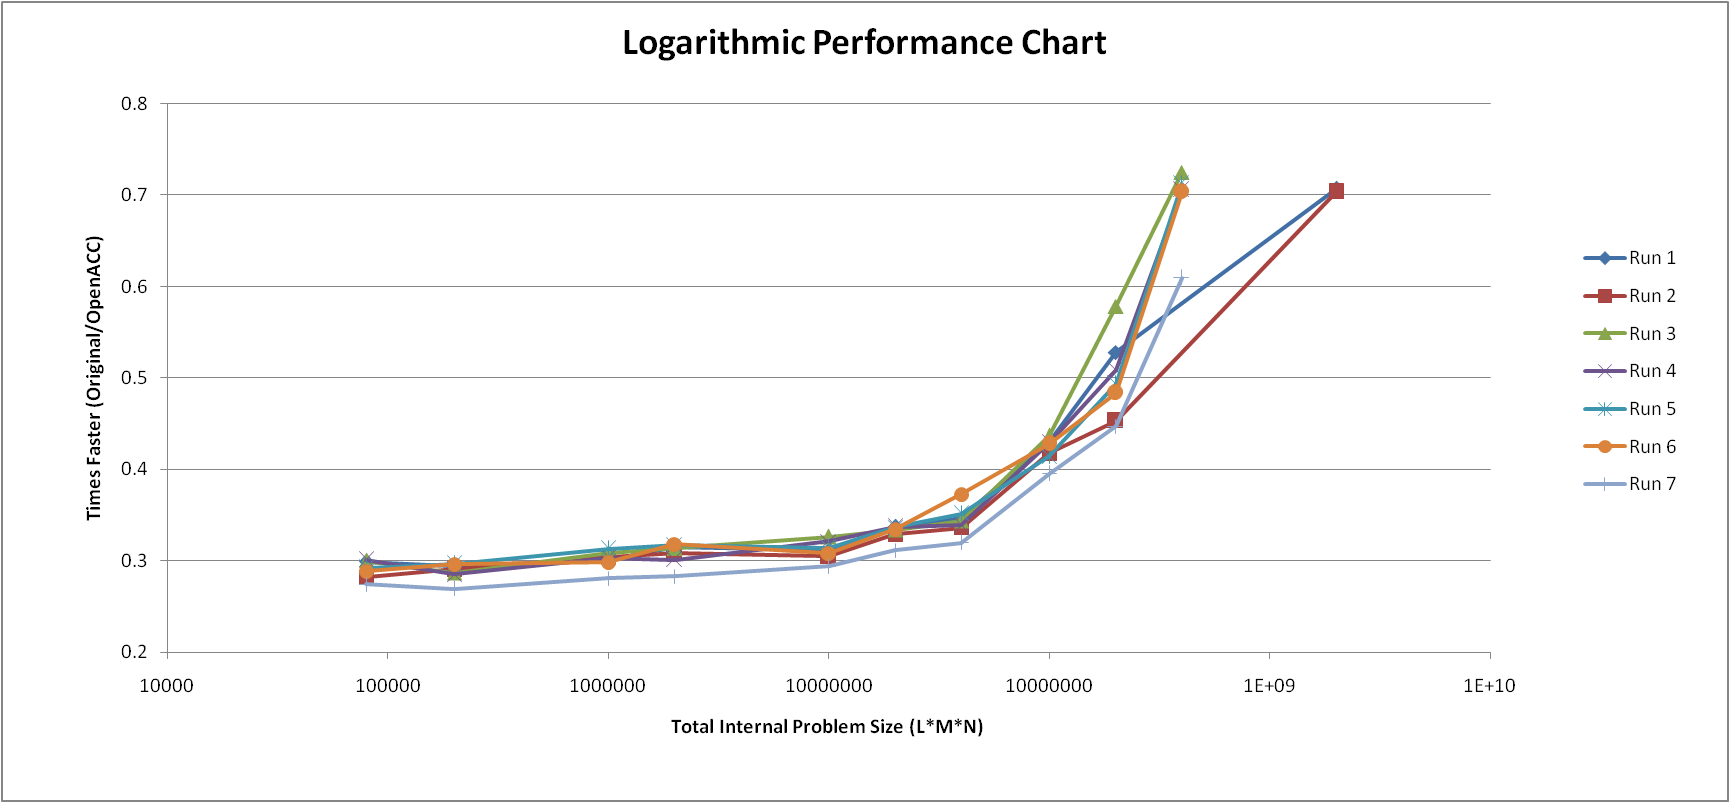 Logarithmic Performance Chart
0.8
0.7
0.6
0.5
0.4
0.3
0.2
Times Faster (Original/OpenACC)
10000 100000 1000000 10000000 10000000 1E+09 1E+10
Total Internal Problem Size (L*M*N)
Run 1
Run 2
Run 3
Run 4
Run 5
Run 6
Run 7